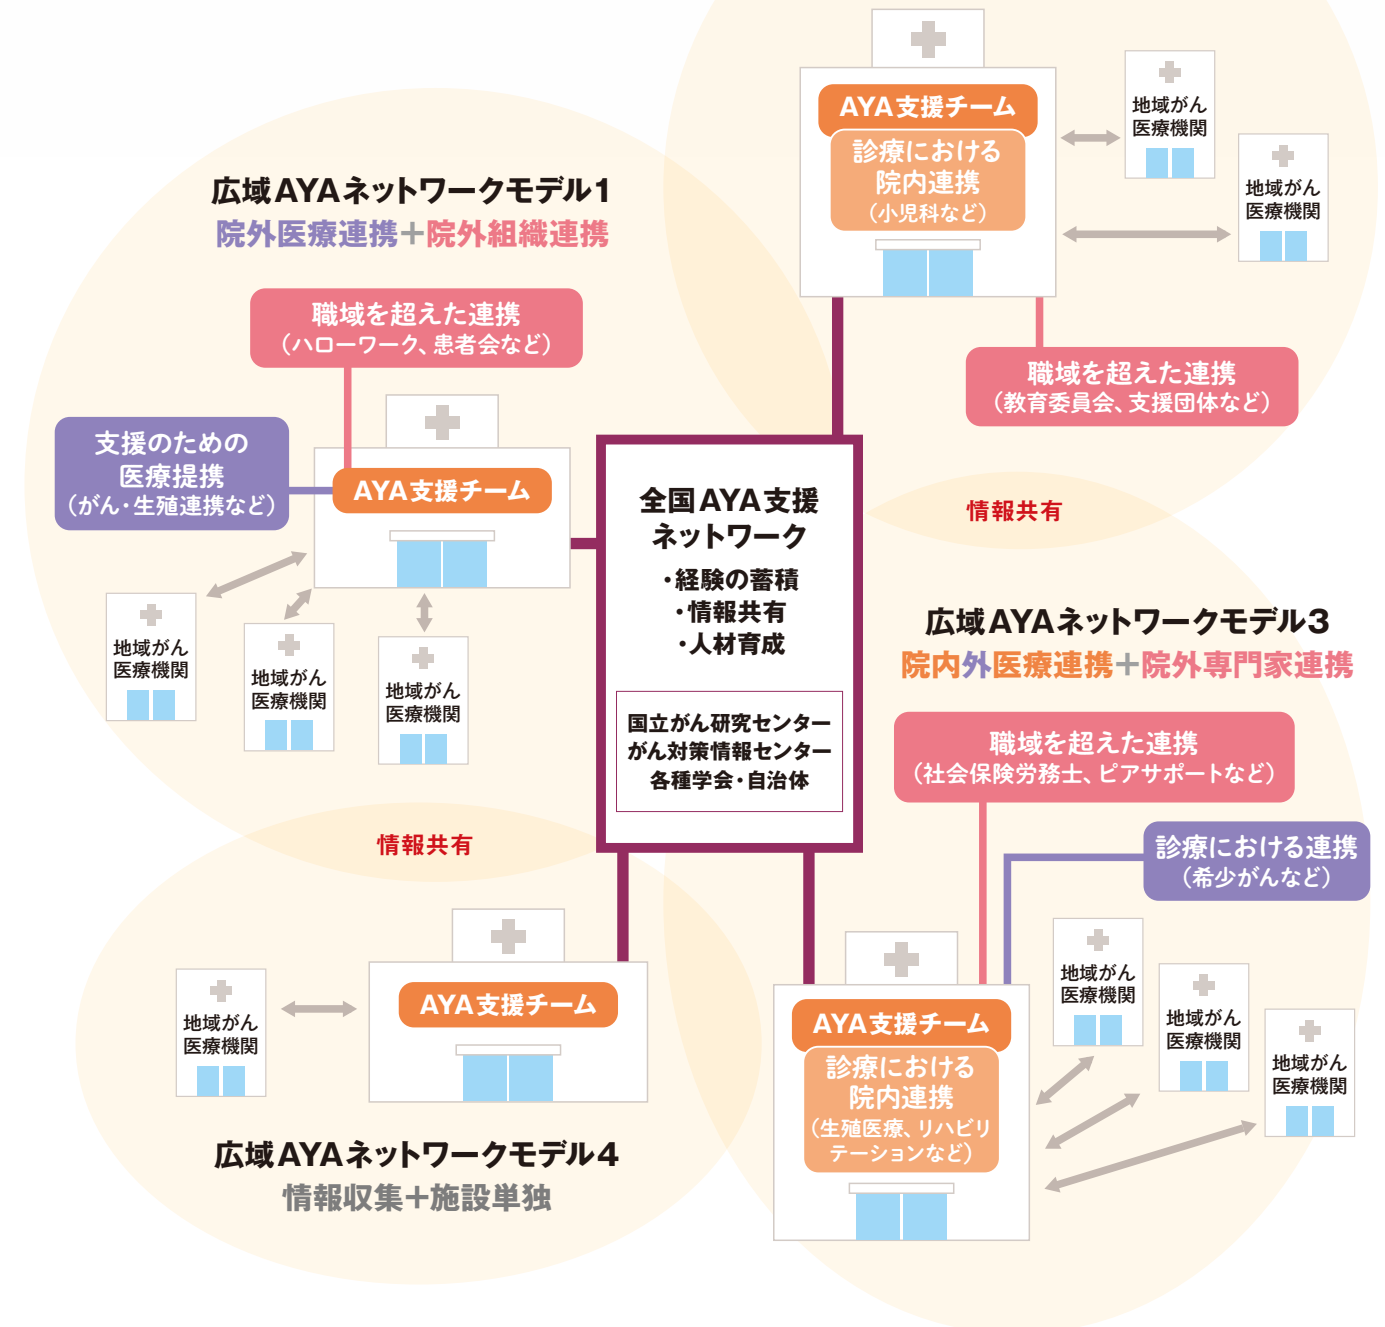 AYA支援チーム
診療における
院内連携
（小児科など）
地域がん
医療機関
地域がん
医療機関
職域を超えた連携
（教育委員会、支援団体など）
広域AYAネットワークモデル1
院外医療連携＋院外組織連携
職域を超えた連携
（ハローワーク、患者会など）
支援のための
医療提携
（がん・生殖連携など）
AYA支援チーム
地域がん
医療機関
地域がん
医療機関
地域がん
医療機関
全国AYA支援
ネットワーク
・経験の蓄積
・情報共有
・人材育成
国立がん研究センター
がん対策情報センター
各種学会・自治体
情報共有
広域AYAネットワークモデル3
院内外医療連携＋院外専門家連携
職域を超えた連携
（社会保険労務士、ピアサポートなど）
診療における連携
（希少がんなど）
AYA支援チーム
診療における
院内連携
（生殖医療、リハビリ
テーションなど）
地域がん
医療機関
地域がん
医療機関
地域がん
医療機関
情報共有
AYA支援チーム
地域がん
医療機関
広域AYAネットワークモデル4
情報収集＋施設単独